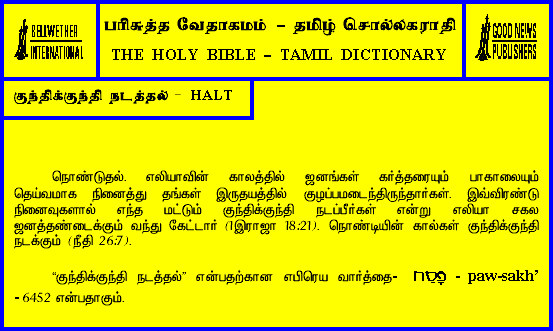 BELLWETHER
INTERNATIONAL
பரிசுத்த வேதாகமம் – தமிழ் சொல்லகராதி
THE HOLY BIBLE – TAMIL DICTIONARY
GOOD NEWS
PUBLISHERS
குந்திக்குந்தி நடத்தல் – HALT
நொண்டுதல். எலியாவின் காலத்தில் ஜனங்கள் கர்த்தரையும் பாகாலையும்
தெய்வமாக நினைத்து தங்கள் இருதயத்தில் குழப்பமடைந்திருந்தார்கள். இவ்விரண்டு
நினைவுகளால் எந்த மட்டும் குந்திக்குந்தி நடப்பீர்கள் என்று எலியா சகல
ஜனத்தண்டைக்கும் வந்து கேட்டார் (1இராஜா 18:21). நொண்டியின் கால்கள் குந்திக்குந்தி
நடக்கும் (நீதி 26:7).
“குந்திக்குந்தி நடத்தல்” என்பதற்கான எபிரெய வார்த்தை- פָּסַח - paw-sakh’
- 6452 என்பதாகும்.